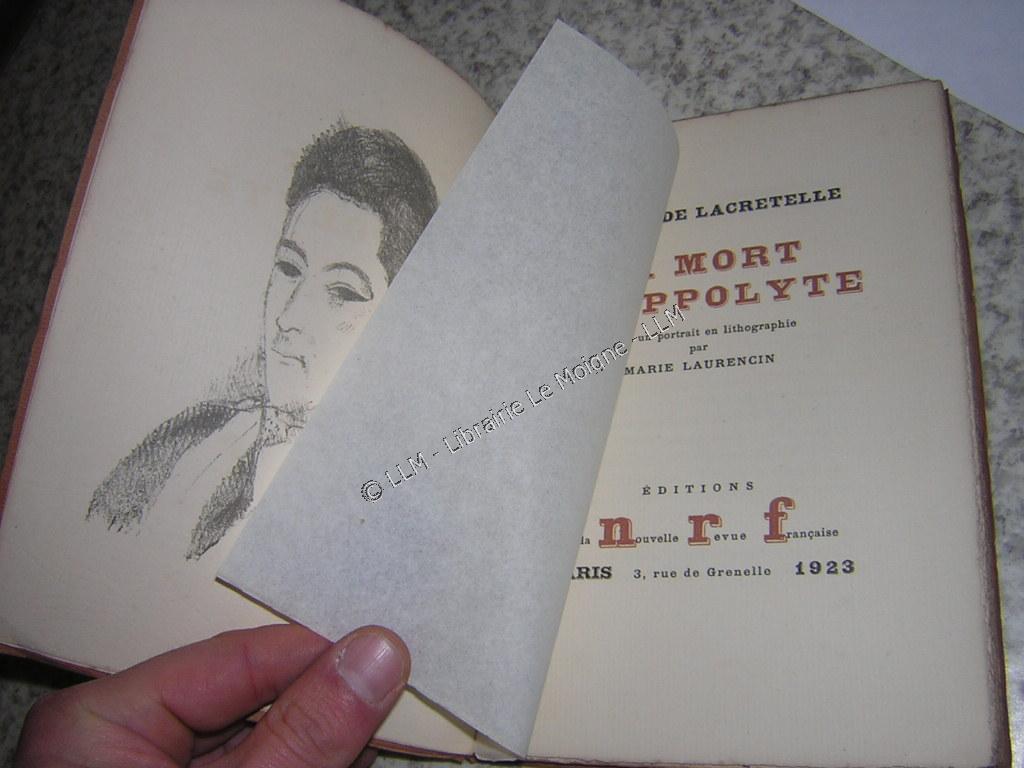 DE LACRETELLE
MORT
PPOLYTE
un portrait en lithographie
par
MARIE LAURENCIN
© LLM - Librairie Le Moigne - LLM
ÉDITIONS
la nouvelle revue française
RIS 3, rue de Grenelle 1923